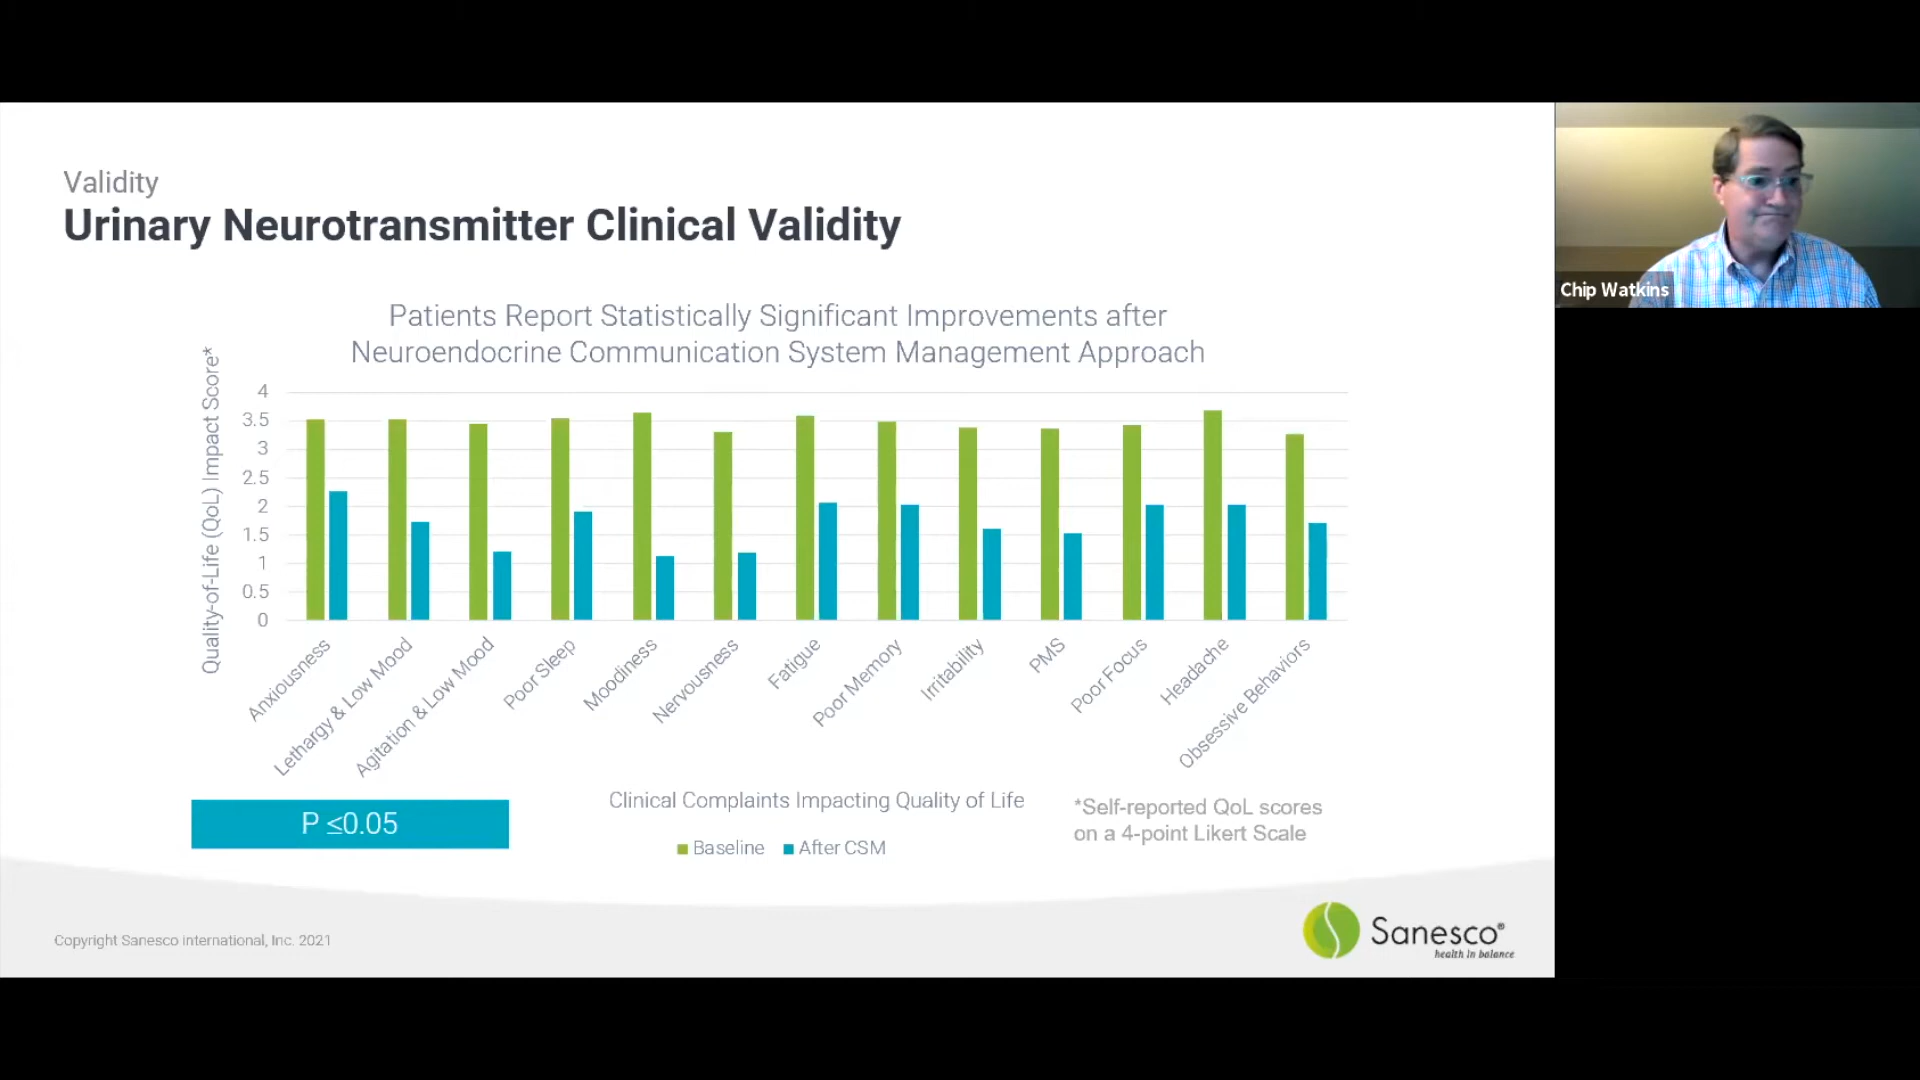 Validity
Urinary Neurotransmitter Clinical Validity
Chip Watkins
Patients Report Statistically Significant Improvements after
Neuroendocrine Communication System Management Approach
Quality-of-Life (QoL) Impact Score*
4
3.5
3
2.5
2
1.5
1
0.5
0
Anxiousness
Lethargy & Low Mood
Agitation & Low Mood
Poor Sleep
Moodiness
Nervousness
Fatigue
Poor Memory
Irritability
PMS
Poor Focus
Headache
Obsessive Behaviors
P ≤0.05
Clinical Complaints Impacting Quality of Life
Baseline After CSM
*Self-reported QoL scores
on a 4-point Likert Scale
Copyright Sanesco international, Inc. 2021
Sanesco®
health in balance